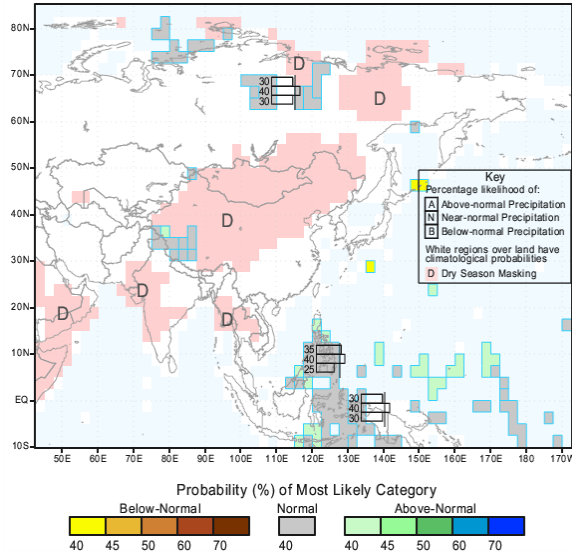 80N
70N
60N
50N
40N
30N
20N
10N
EQ
10S
50E
60E
70E
80E
90E
100E
110E
120E
130E
140E
150E
160E
170E
180
170W
D
D
D
D
D
D
30
40
30
35
40
25
30
40
30
Key
Percentage likelihood of:
A Above-normal Precipitation
N Near-normal Precipitation
B Below-normal Precipitation
White regions over land have
climatological probabilities
D Dry Season Masking
Probability (%) of Most Likely Category
Below-Normal
Normal
Above-Normal
40 45 50 60 70
40
40 45 50 60 70